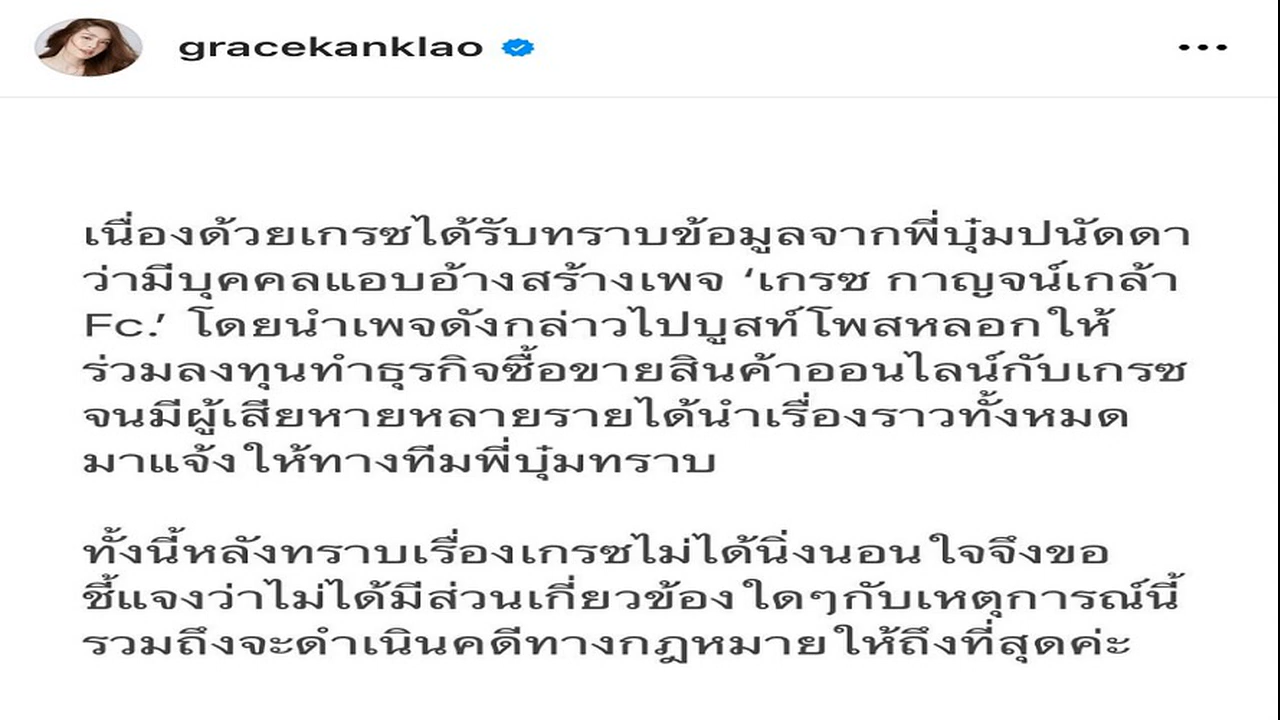 gracekanklao
เนื่องด้วยเกรซได้รับทราบข้อมูลจากพี่บุ๋มปนัดดา
ว่ามีบุคคลแอบอ้างสร้างเพจ ‘เกรซ กาญจน์เกล้า
Fc.’ โดยนำเพจดังกล่าวไปบูสท์โพสหลอกให้
ร่วมลงทุนทำธุรกิจซื้อขายสินค้าออนไลน์กับเกรซ
จนมีผู้เสียหายหลายรายได้นำเรื่องราวทั้งหมด
มาแจ้งให้ทางทีมพี่บุ๋มทราบ
ทั้งนี้หลังทราบเรื่องเกรซไม่ได้นิ่งนอนใจจึงขอ
ชี้แจงว่าไม่ได้มีส่วนเกี่ยวข้องใดๆกับเหตุการณ์นี้
รวมถึงจะดำเนินคดีทางกฎหมายให้ถึงที่สุดค่ะ